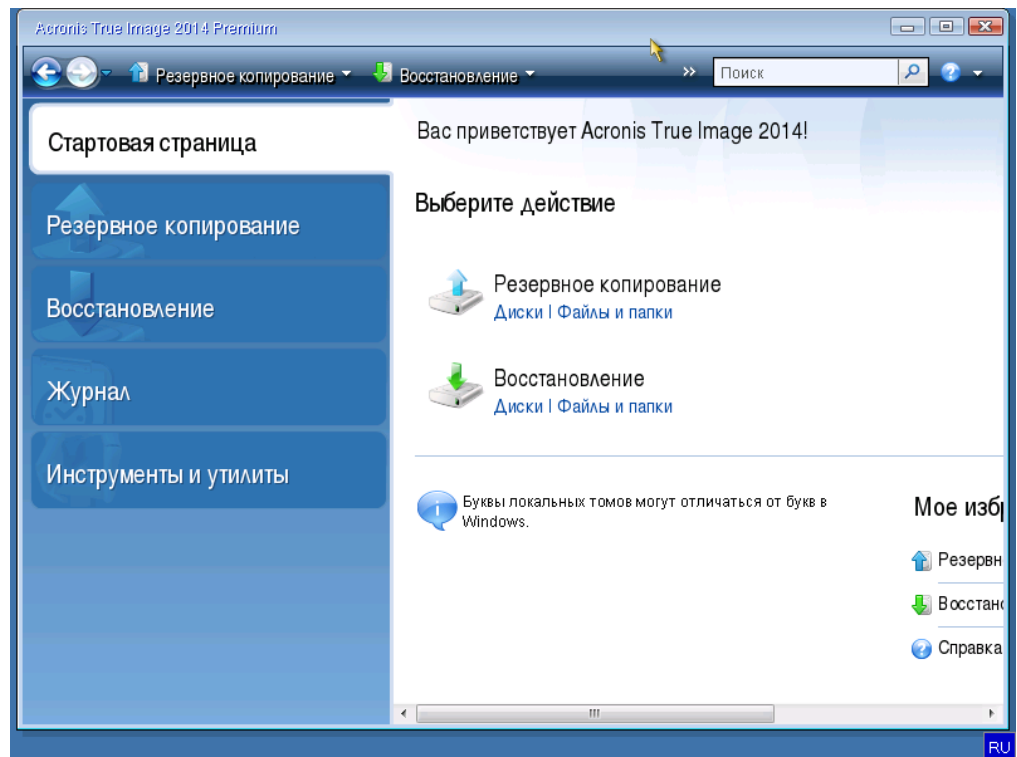 Acronis True Image 2014 Premium
Резервное копирование
Восстановление
»
Поиск
Стартовая страница
Резервное копирование
Восстановление
Журнал
Инструменты и утилиты
Вас приветствует Acronis True Image 2014!
Выберите действие
Резервное копирование
Диски | Файлы и папки
Восстановление
Диски | Файлы и папки
Буквы локальных томов могут отличаться от букв в
Windows.
Мое изб
Резервн
Восстан
Справка
RU